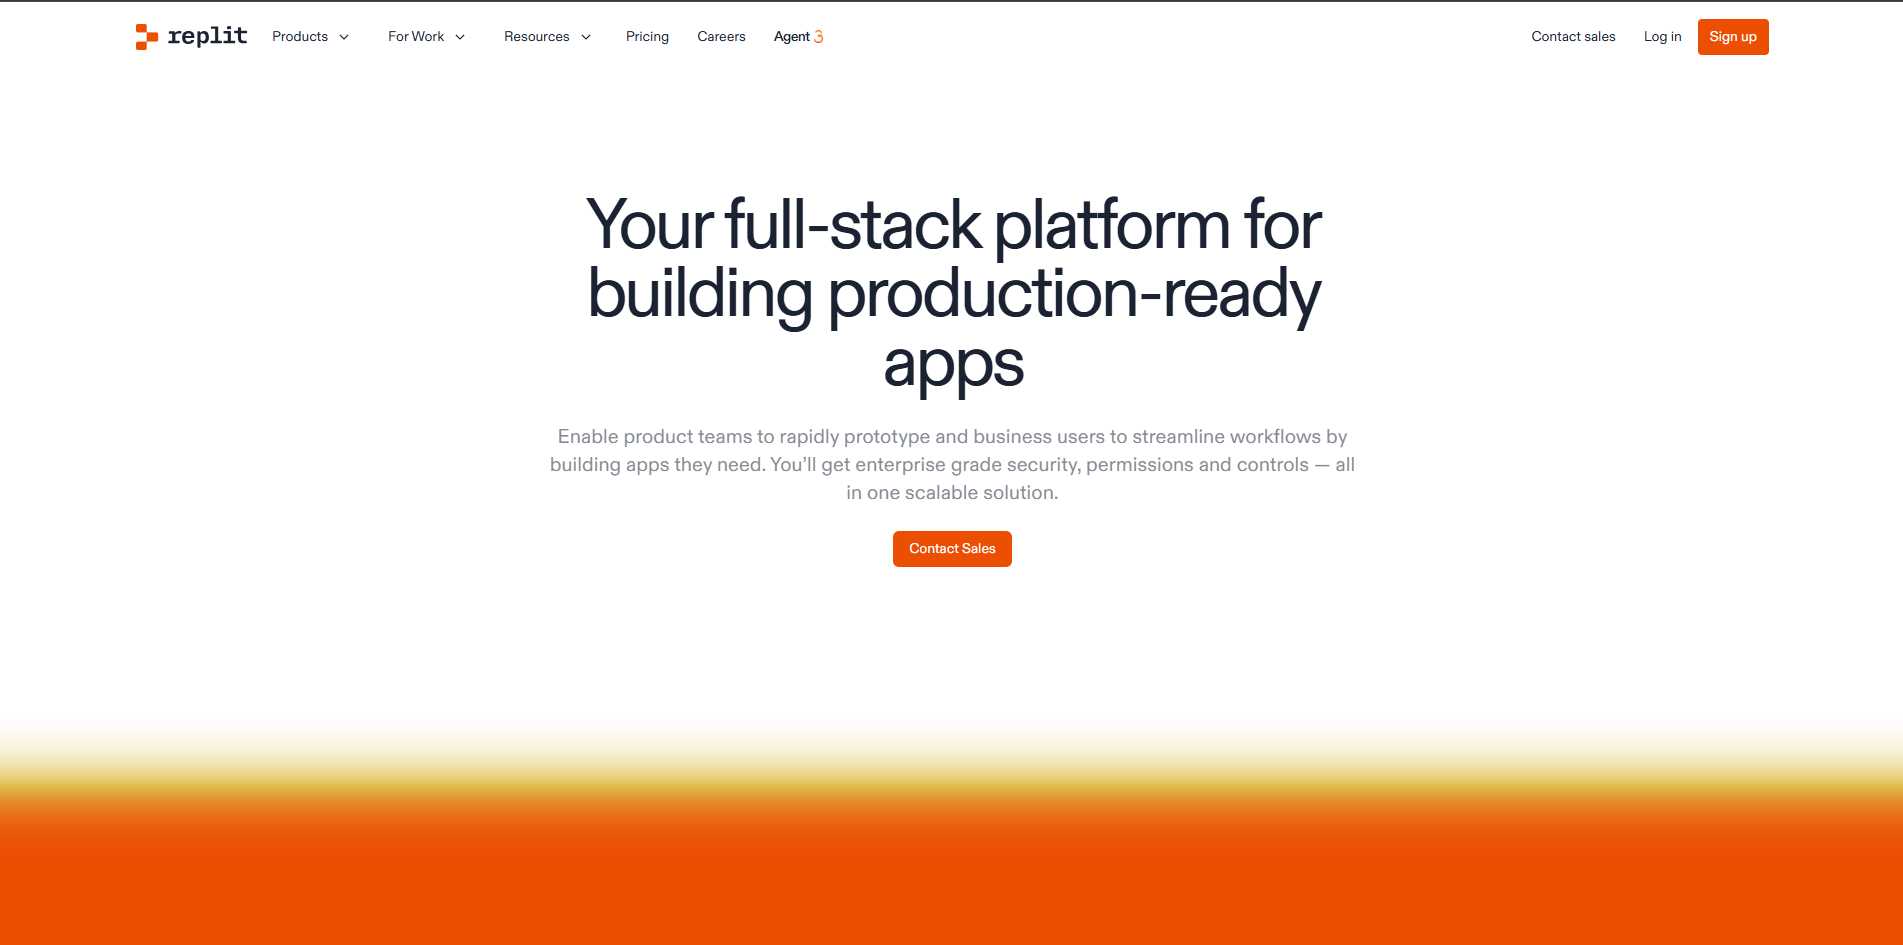 replit
Products
For Work
Resources
Pricing
Careers
Agent 3
Contact sales
Log in
Sign up
Your full-stack platform for
building production-ready
apps
Enable product teams to rapidly prototype and business users to streamline workflows by
building apps they need. You’ll get enterprise grade security, permissions and controls — all
in one scalable solution.
Contact Sales